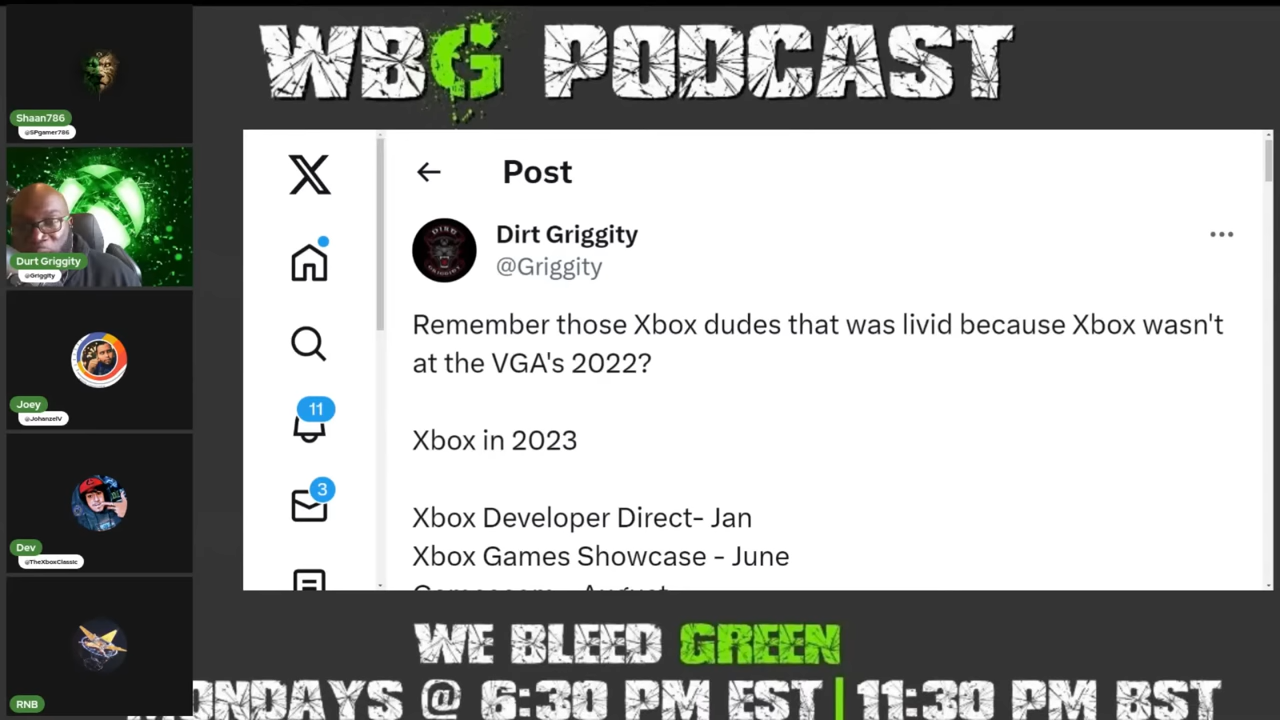 WBG PODCAST
Shaan786
@SPgamer786
Durt Griggity
@Griggity
Joey
@JohanzelV
Dev
@TheXboxClassic
RNB
X
Post
Dirt Griggity
@Griggity
Remember those Xbox dudes that was livid because Xbox wasn't
at the VGA's 2022?
Xbox in 2023
Xbox Developer Direct- Jan
Xbox Games Showcase - June
11
3
WE BLEED GREEN
MONDAYS @ 6:30 PM EST | 11:30 PM BST